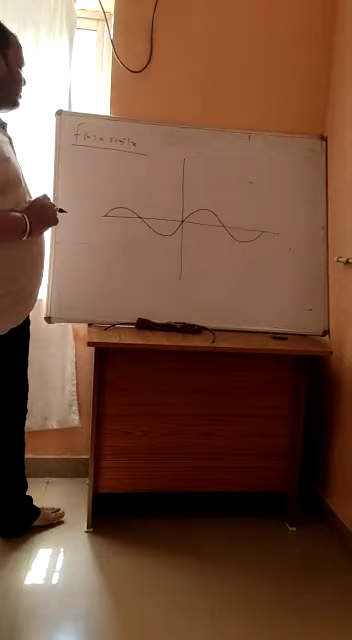 f(x) = sin x